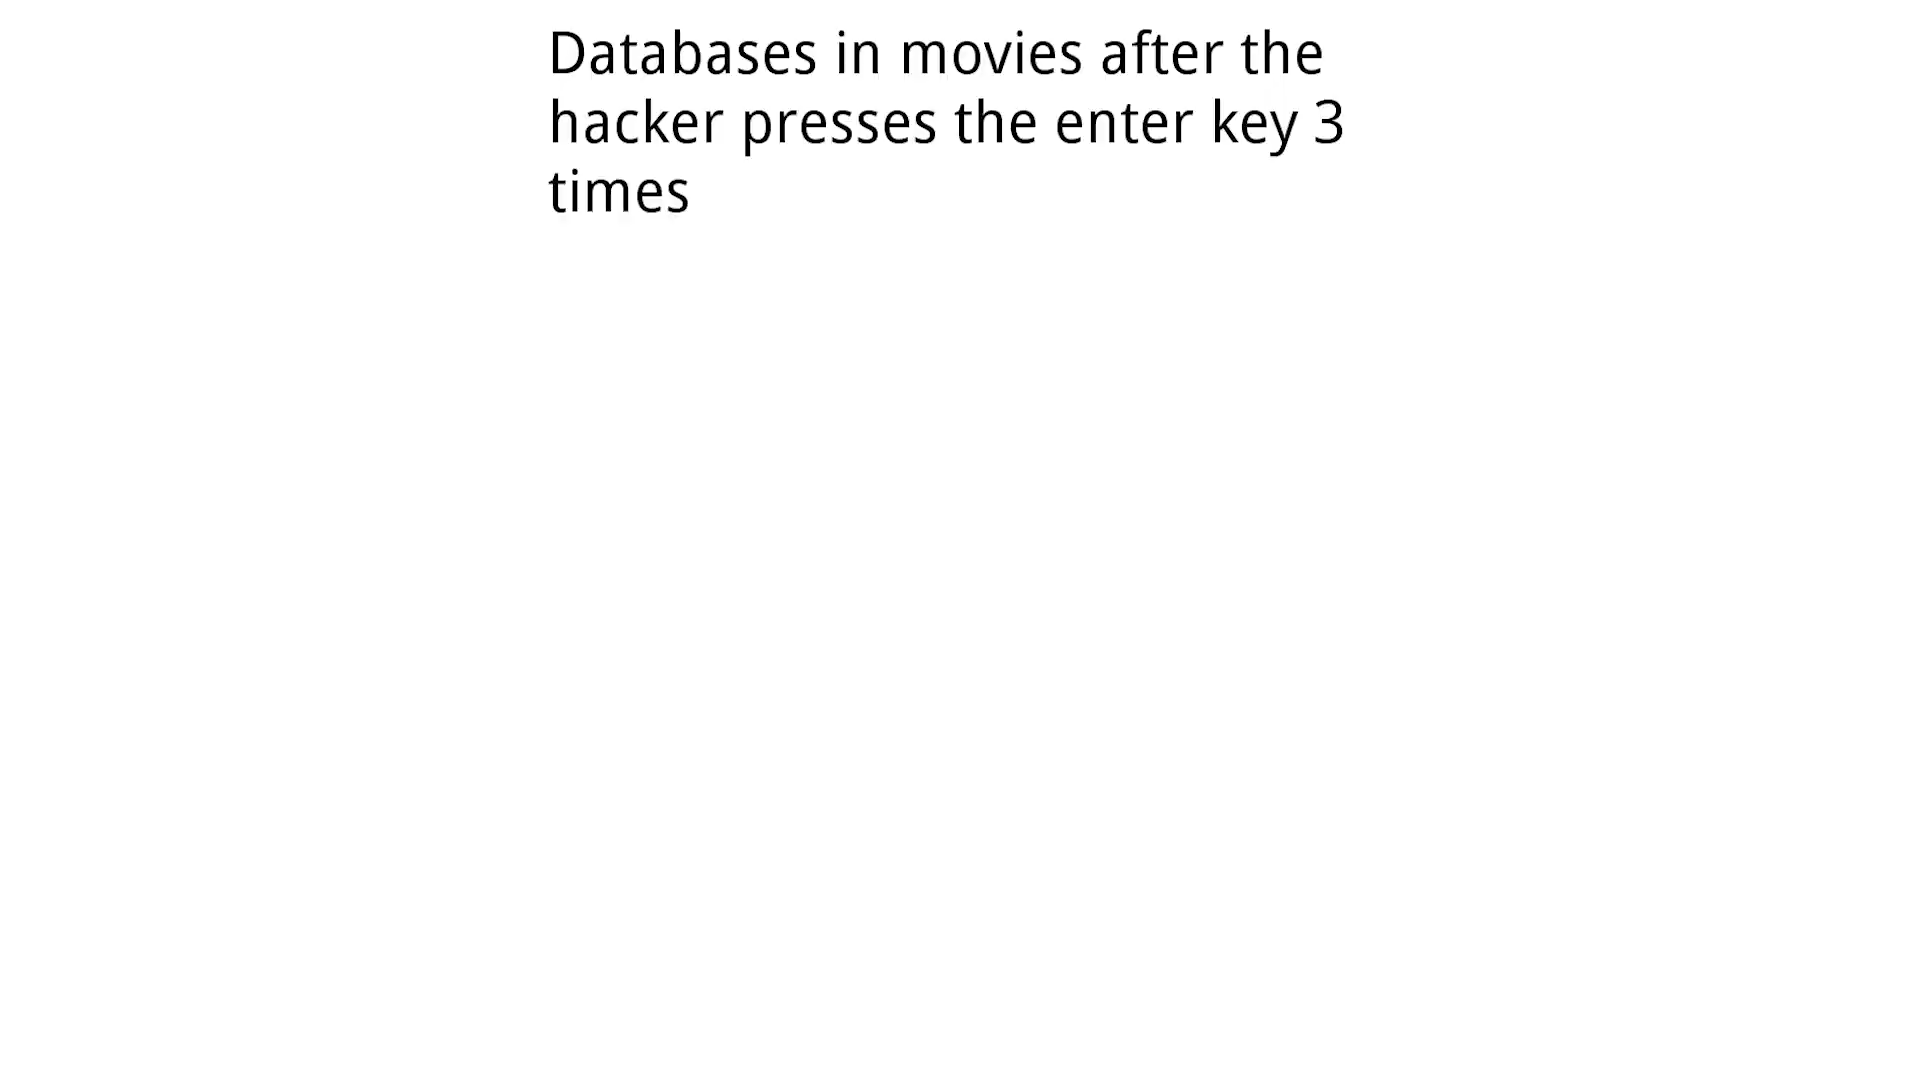 Databases in movies after the
hacker presses the enter key 3
times